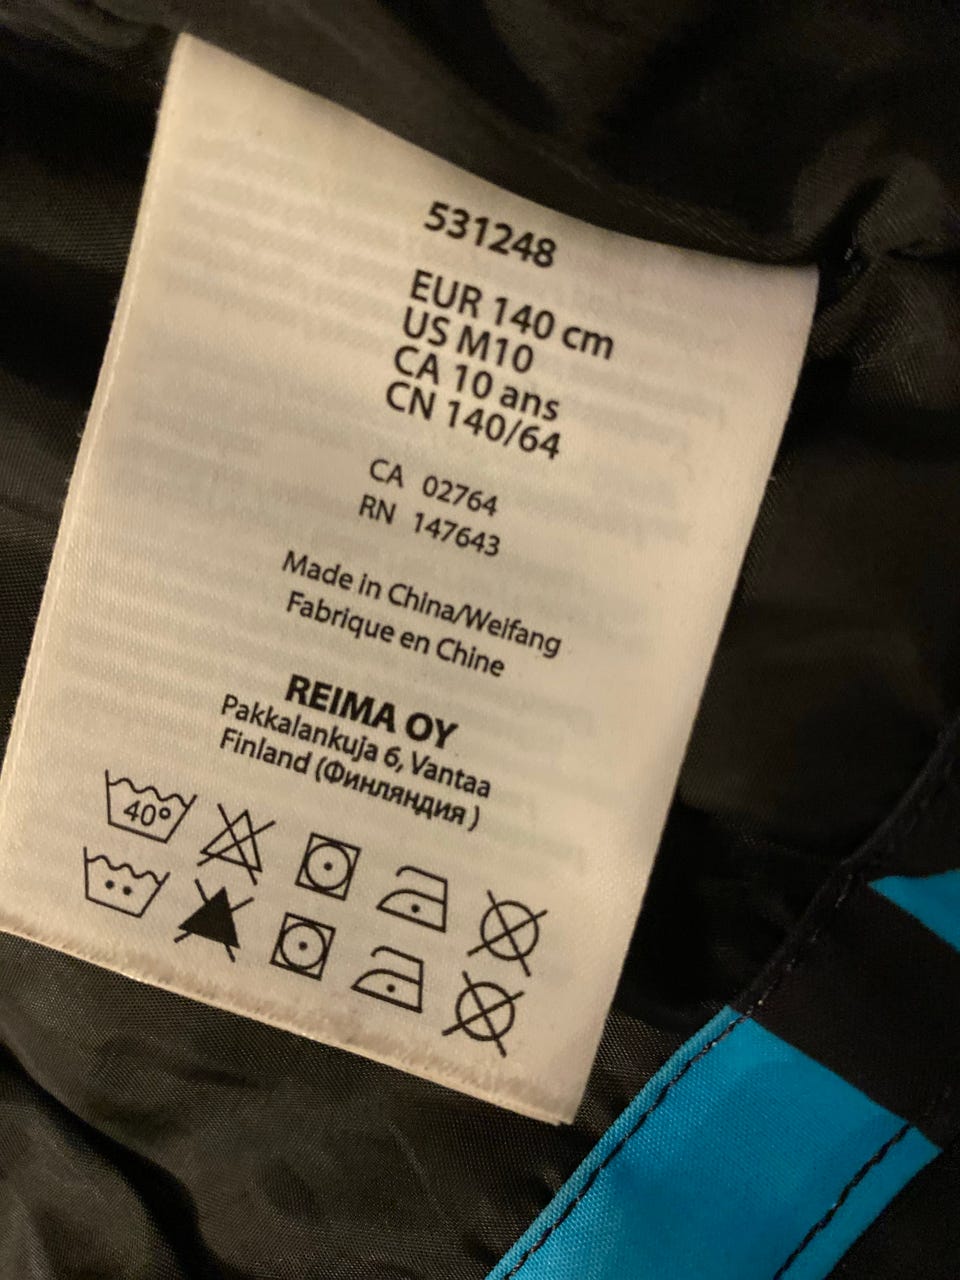 531248
EUR 140 cm
US M10
CA 10 ans
CN 140/64
CA 02764
RN 147643
Made in China/Weifang
Fabrique en Chine
REIMA OY
Pakkalankuja 6, Vantaa
Finland (Финляндия )
40°